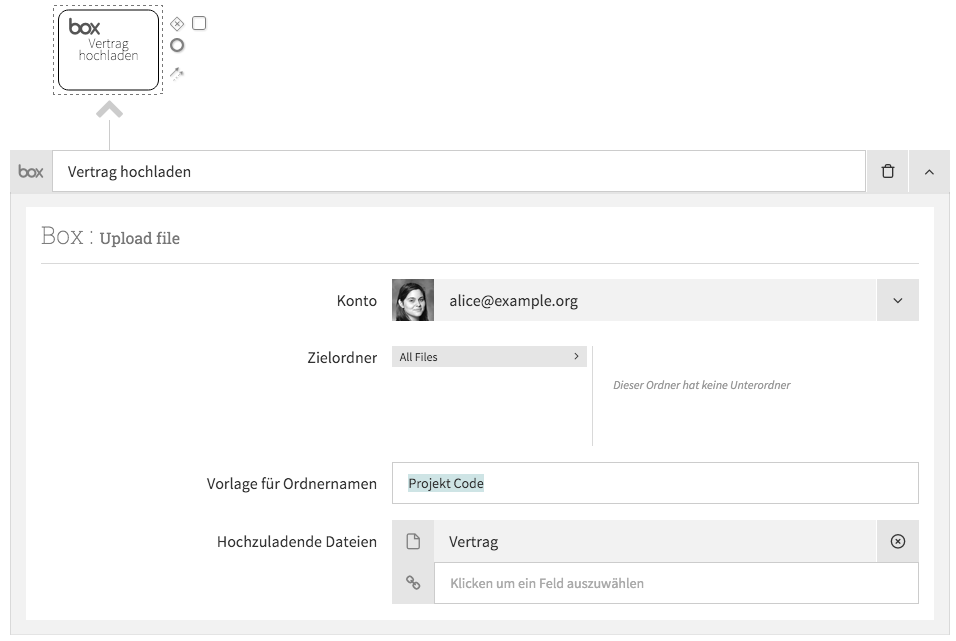 box
Vertrag
hochladen
box
Vertrag hochladen
Box : Upload file
Konto
alice@example.org
Zielordner
All Files
Dieser Ordner hat keine Unterordner
Vorlage für Ordnernamen
Projekt Code
Hochzuladende Dateien
Vertrag
Klicken um ein Feld auszuwählen